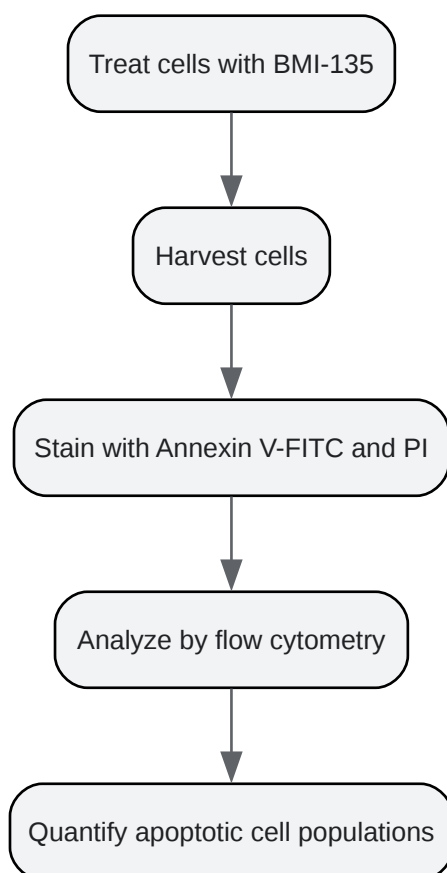 Treat cells with BMI-135
Harvest cells
Stain with Annexin V-FITC and PI
Analyze by flow cytometry
Quantify apoptotic cell populations